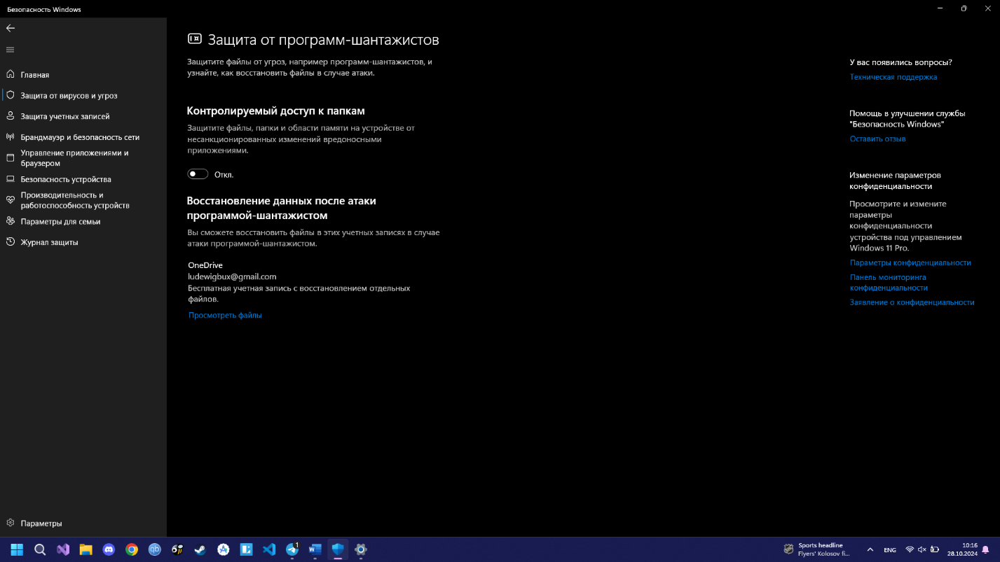 Безопасность Windows
Главная
Защита от вирусов и угроз
Защита учетных записей
Брандмауэр и безопасность сети
Управление приложениями и
браузером
Безопасность устройства
Производительность и
работоспособность устройств
Параметры для семьи
Журнал защиты
Параметры
Защита от программ-шантажистов
Защитите файлы от угроз, например программ-шантажистов, и
узнайте, как восстановить файлы в случае атаки.
Контролируемый доступ к папкам
Защитите файлы, папки и области памяти на устройстве от
несанкционированных изменений вредоносными
приложениями.
Откл.
Восстановление данных после атаки
программой-шантажистом
Вы сможете восстановить файлы в этих учетных записях в случае
атаки программой-шантажистом.
OneDrive
ludewigbux@gmail.com
Бесплатная учетная запись с восстановлением отдельных
файлов.
Просмотреть файлы
У вас появились вопросы?
Техническая поддержка
Помощь в улучшении службы
"Безопасность Windows"
Оставить отзыв
Изменение параметров
конфиденциальности
Просмотрите и измените
параметры
конфиденциальности
устройства под управлением
Windows 11 Pro.
Параметры конфиденциальности
Панель мониторинга
конфиденциальности
Заявление о конфиденциальности
qb
1
W
Sports headline
Flyers' Kolosov fi...
ENG
10:16
28.10.2024